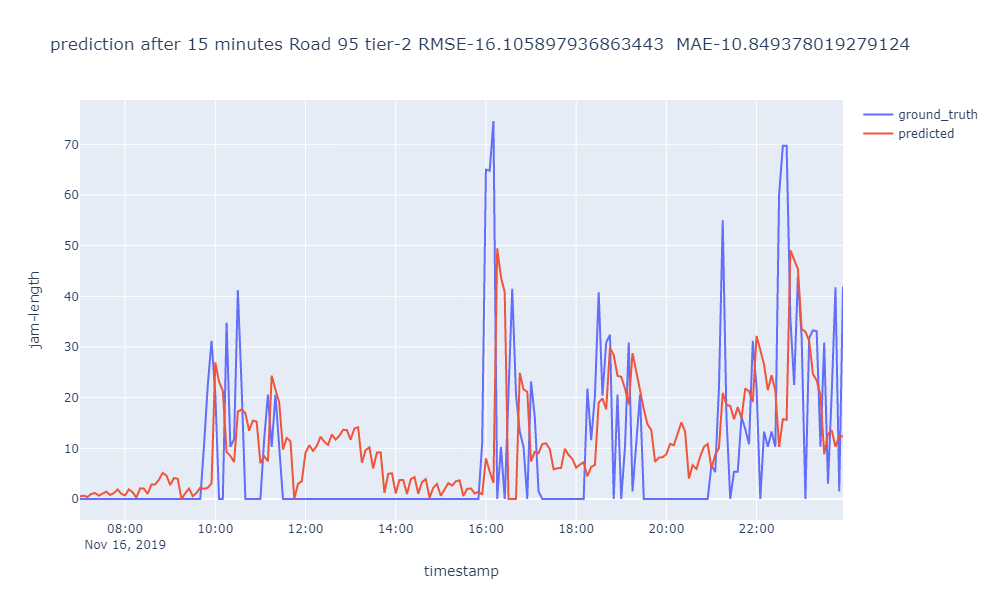 prediction after 15 minutes Road 95 tier-2 RMSE-16.105897936863443  MAE-10.849378019279124
ground_truth
predicted
70
60
50
40
30
20
10
0
jam-length
08:00 10:00 12:00 14:00 16:00 18:00 20:00 22:00
Nov 16, 2019
timestamp